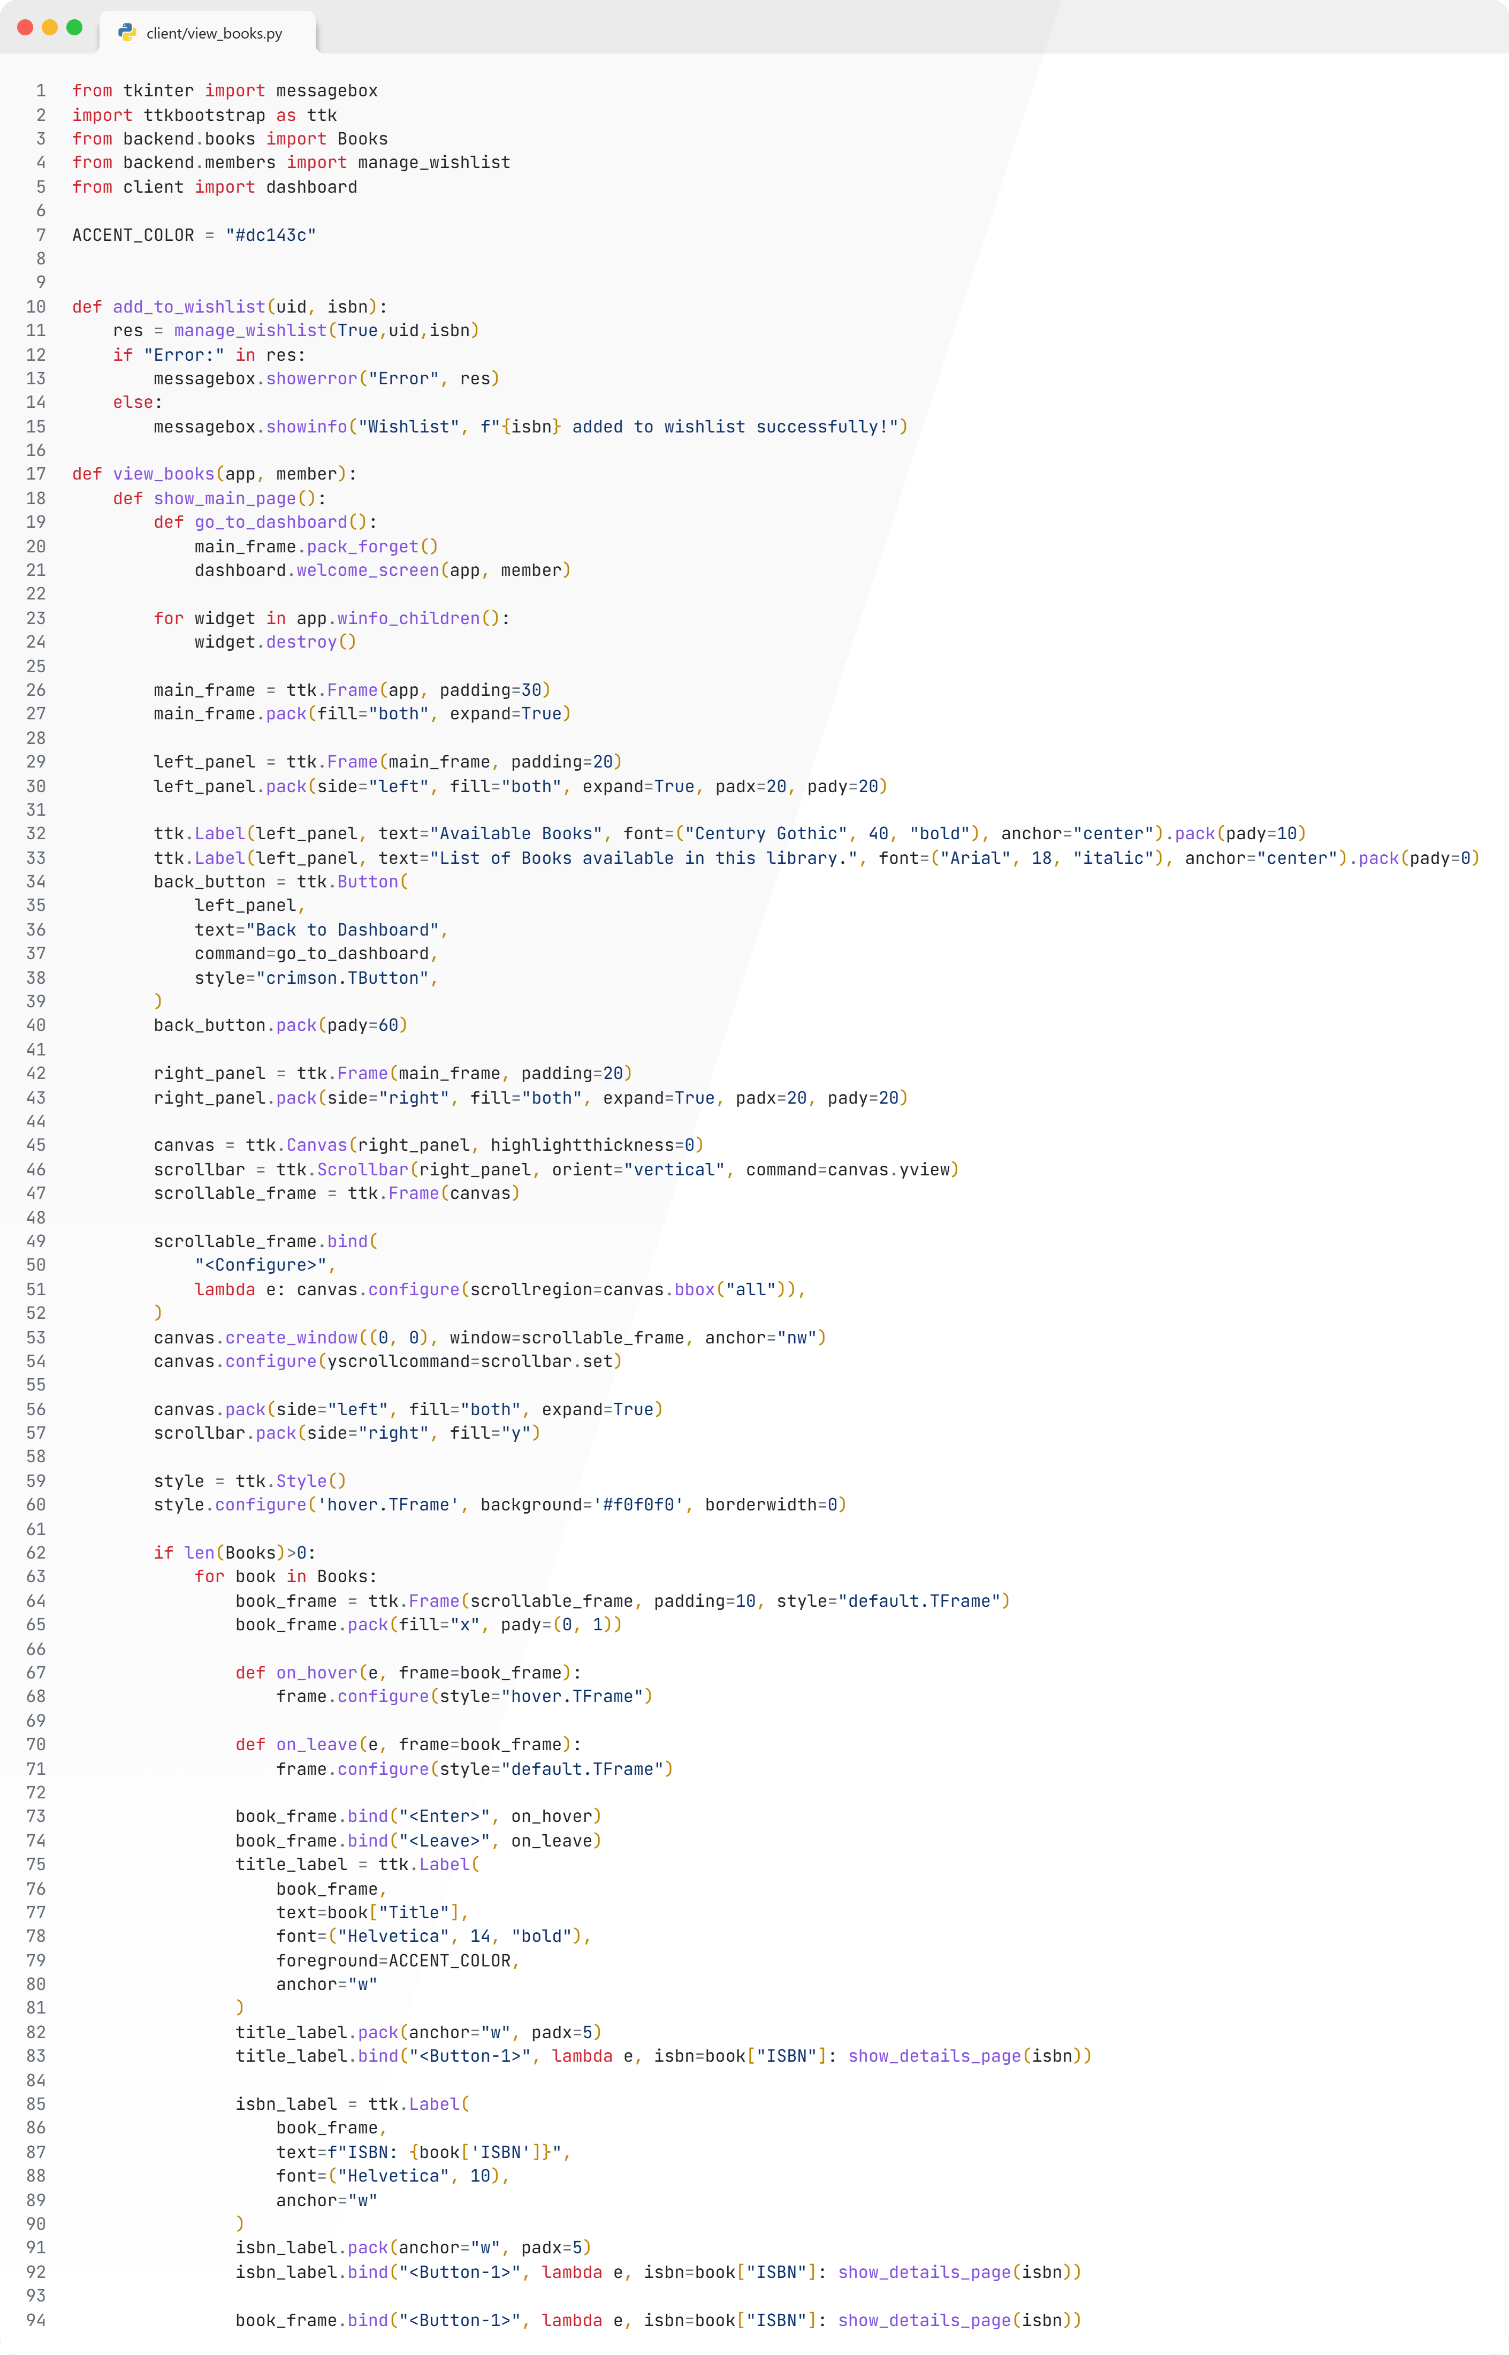 client/view_books.py
1 from tkinter import messagebox
2 import ttkbootstrap as ttk
3 from backend.books import Books
4 from backend.members import manage_wishlist
5 from client import dashboard
6
7 ACCENT_COLOR = "#dc143c"
8
9
10 def add_to_wishlist(uid, isbn):
11     res = manage_wishlist(True,uid,isbn)
12     if "Error:" in res:
13         messagebox.showerror("Error", res)
14     else:
15         messagebox.showinfo("Wishlist", f"{isbn} added to wishlist successfully!")
16
17 def view_books(app, member):
18     def show_main_page():
19         def go_to_dashboard():
20             main_frame.pack_forget()
21             dashboard.welcome_screen(app, member)
22
23         for widget in app.winfo_children():
24             widget.destroy()
25
26         main_frame = ttk.Frame(app, padding=30)
27         main_frame.pack(fill="both", expand=True)
28
29         left_panel = ttk.Frame(main_frame, padding=20)
30         left_panel.pack(side="left", fill="both", expand=True, padx=20, pady=20)
31
32         ttk.Label(left_panel, text="Available Books", font=("Century Gothic", 40, "bold"), anchor="center").pack(pady=10)
33         ttk.Label(left_panel, text="List of Books available in this library.", font=("Arial", 18, "italic"), anchor="center").pack(pady=0)
34         back_button = ttk.Button(
35             left_panel,
36             text="Back to Dashboard",
37             command=go_to_dashboard,
38             style="crimson.TButton",
39         )
40         back_button.pack(pady=60)
41
42         right_panel = ttk.Frame(main_frame, padding=20)
43         right_panel.pack(side="right", fill="both", expand=True, padx=20, pady=20)
44
45         canvas = ttk.Canvas(right_panel, highlightthickness=0)
46         scrollbar = ttk.Scrollbar(right_panel, orient="vertical", command=canvas.yview)
47         scrollable_frame = ttk.Frame(canvas)
48
49         scrollable_frame.bind(
50             "<Configure>",
51             lambda e: canvas.configure(scrollregion=canvas.bbox("all")),
52         )
53         canvas.create_window((0, 0), window=scrollable_frame, anchor="nw")
54         canvas.configure(yscrollcommand=scrollbar.set)
55
56         canvas.pack(side="left", fill="both", expand=True)
57         scrollbar.pack(side="right", fill="y")
58
59         style = ttk.Style()
60         style.configure('hover.TFrame', background='#f0f0f0', borderwidth=0)
61
62         if len(Books)>0:
63             for book in Books:
64                 book_frame = ttk.Frame(scrollable_frame, padding=10, style="default.TFrame")
65                 book_frame.pack(fill="x", pady=(0, 1))
66
67                 def on_hover(e, frame=book_frame):
68                     frame.configure(style="hover.TFrame")
69
70                 def on_leave(e, frame=book_frame):
71                     frame.configure(style="default.TFrame")
72
73                 book_frame.bind("<Enter>", on_hover)
74                 book_frame.bind("<Leave>", on_leave)
75                 title_label = ttk.Label(
76                     book_frame,
77                     text=book["Title"],
78                     font=("Helvetica", 14, "bold"),
79                     foreground=ACCENT_COLOR,
80                     anchor="w"
81                 )
82                 title_label.pack(anchor="w", padx=5)
83                 title_label.bind("<Button-1>", lambda e, isbn=book["ISBN"]: show_details_page(isbn))
84
85                 isbn_label = ttk.Label(
86                     book_frame,
87                     text=f"ISBN: {book['ISBN']}",
88                     font=("Helvetica", 10),
89                     anchor="w"
90                 )
91                 isbn_label.pack(anchor="w", padx=5)
92                 isbn_label.bind("<Button-1>", lambda e, isbn=book["ISBN"]: show_details_page(isbn))
93
94                 book_frame.bind("<Button-1>", lambda e, isbn=book["ISBN"]: show_details_page(isbn))